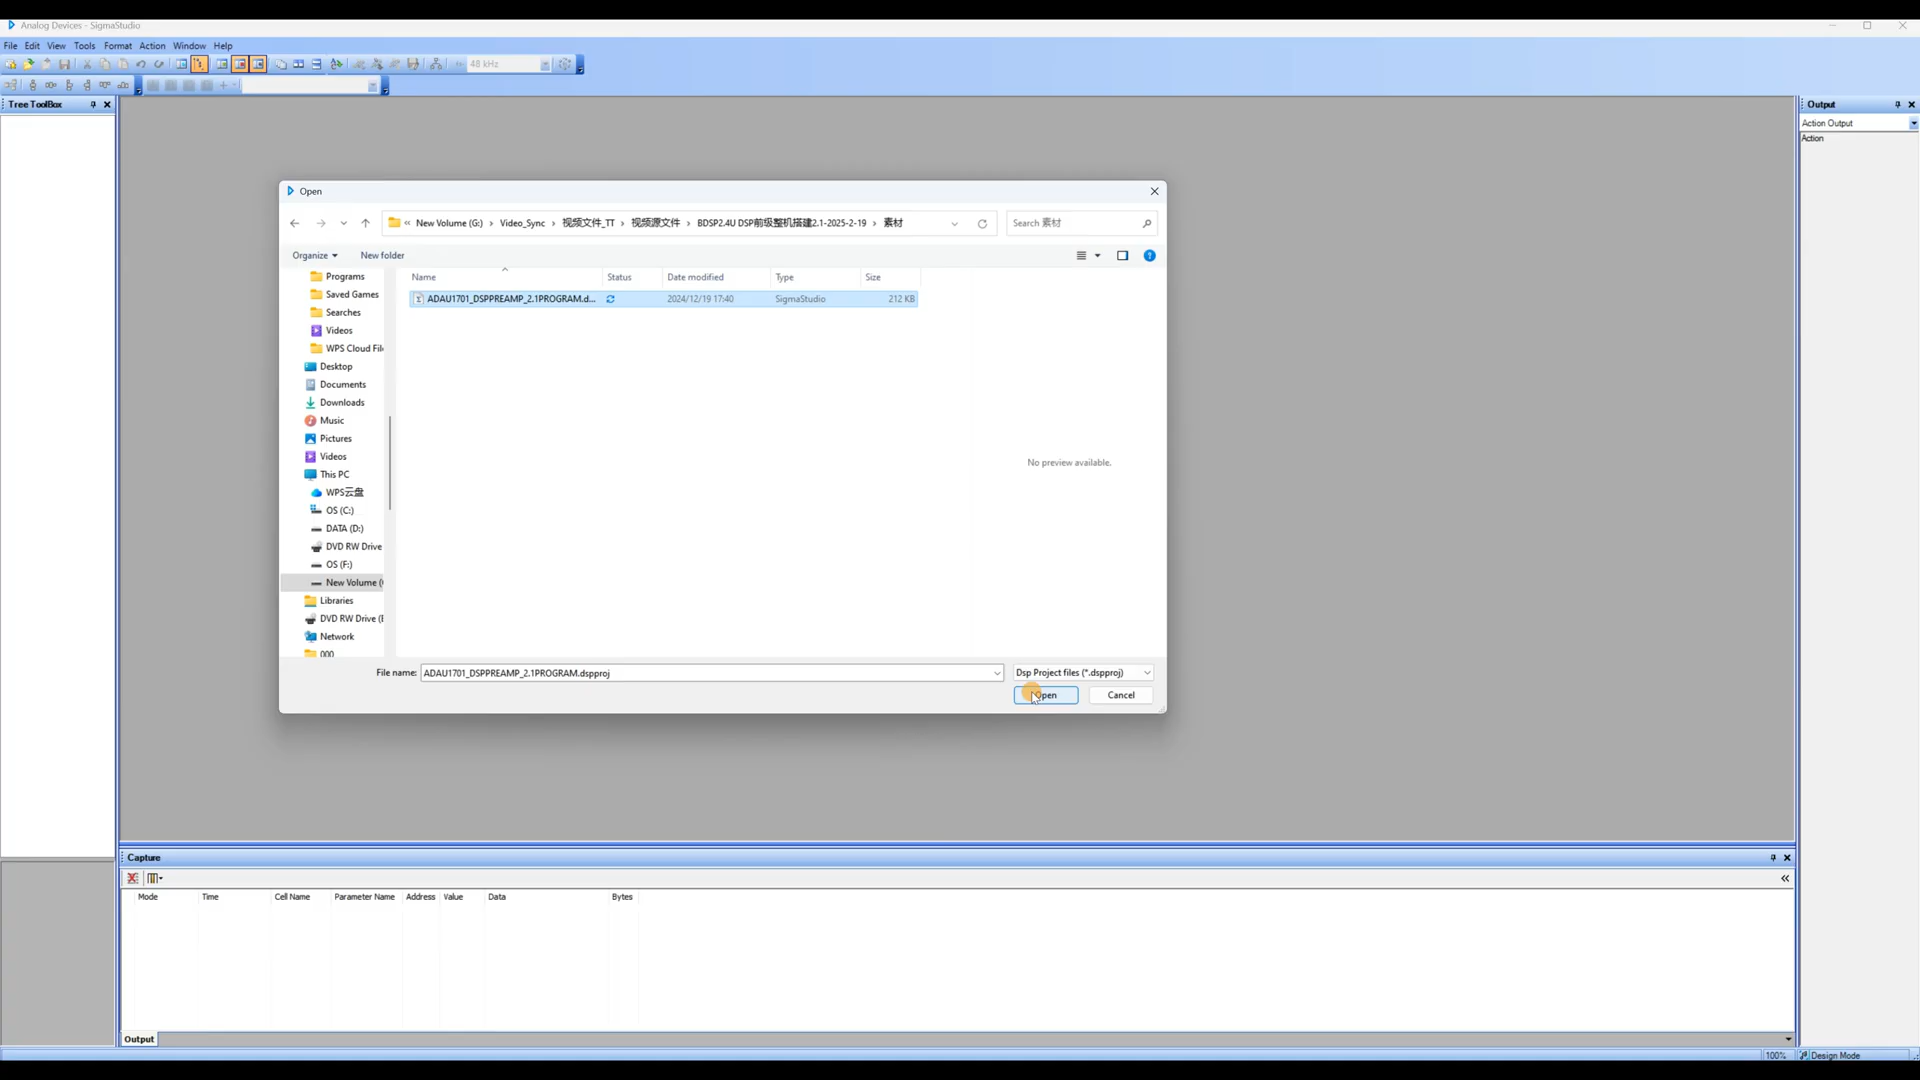 Analog Devices - SigmaStudio
File Edit View Tools Format Action Window Help
48 kHz
Tree ToolBox
Output
Action Output
Action
Open
« New Volume (G:) › Video_Sync › 视频文件_TT › 视频源文件 › BDSP2.4U DSP前级整机搭建2.1-2025-2-19 › 素材
Search 素材
Organize
New folder
Name Status Date modified Type Size
ADAU1701_DSPPREAMP_2.1PROGRAM.d... 2024/12/19 17:40 SigmaStudio 212 KB
Programs
Saved Games
Searches
Videos
WPS Cloud File
Desktop
Documents
Downloads
Music
Pictures
Videos
This PC
WPS云盘
OS (C:)
DATA (D:)
DVD RW Drive
OS (F:)
New Volume (
Libraries
DVD RW Drive (E
Network
000
No preview available.
File name: ADAU1701_DSPPREAMP_2.1PROGRAM.dspproj
Dsp Project files (*.dspproj)
Open
Cancel
Capture
Mode Time Cell Name Parameter Name Address Value Data Bytes
Output
100% Design Mode